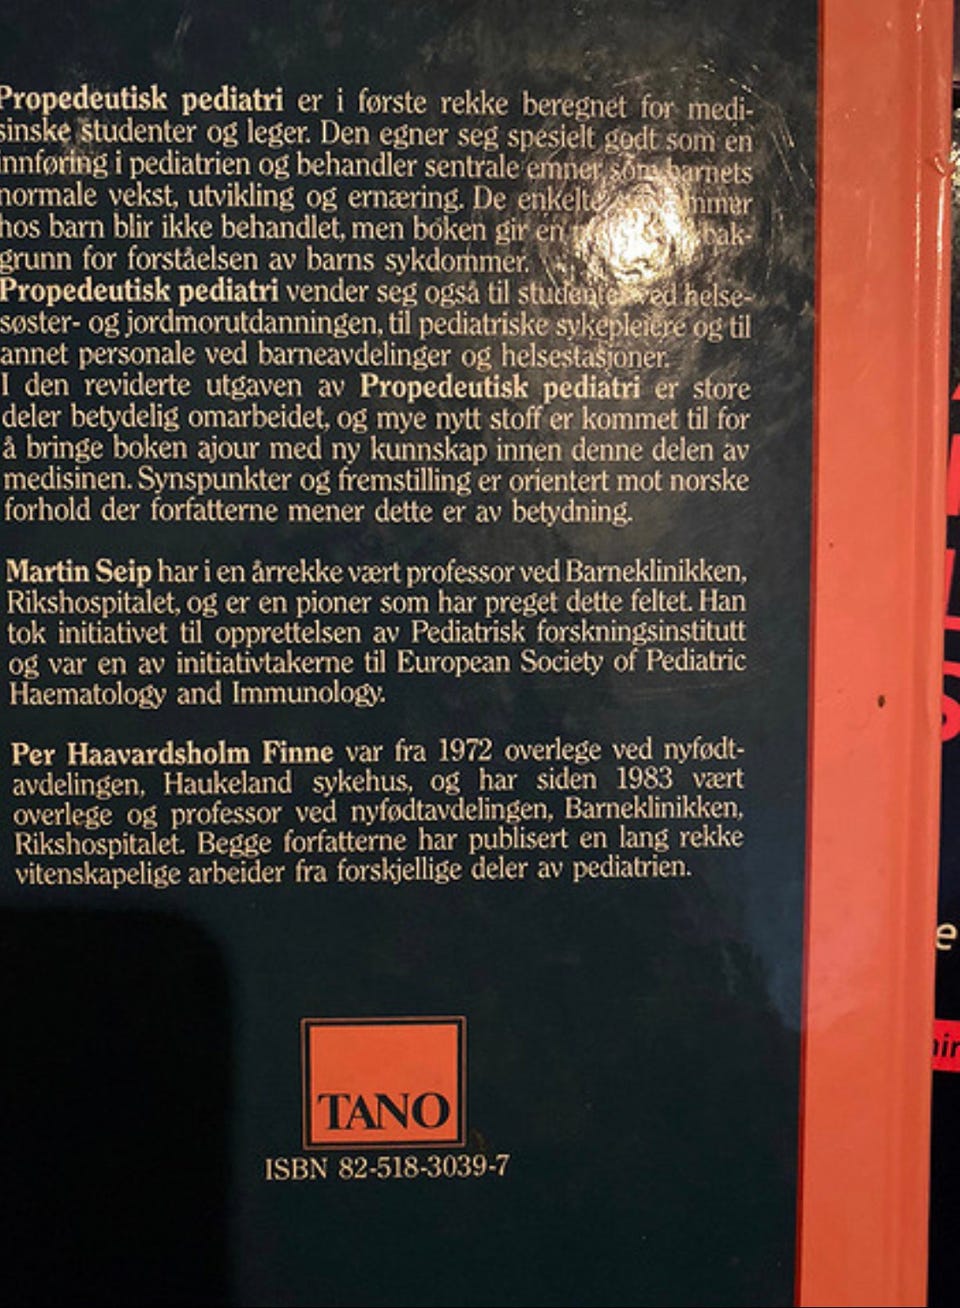 Propedeutisk pediatri er i første rekke beregnet for medi-
sinske studenter og leger. Den egner seg spesielt godt som en
innføring i pediatrien og behandler sentrale emner som barnets
normale vekst, utvikling og ernæring. De enkelte
hos barn blir ikke behandlet, men boken gir en bak-
grunn for forståelsen av barns sykdommer.
Propedeutisk pediatri vender seg også til studenter ved helse-
søster- og jordmorutdanningen, til pediatriske sykepleiere og til
annet personale ved barneavdelinger og helsestasjoner.
I den reviderte utgaven av Propedeutisk pediatri er store
deler betydelig omarbeidet, og mye nytt stoff er kommet til for
å bringe boken ajour med ny kunnskap innen denne delen av
medisinen. Synspunkter og fremstilling er orientert mot norske
forhold der forfatterne mener dette er av betydning.
Martin Seip har i en årrekke vært professor ved Barneklinikken,
Rikshospitalet, og er en pioner som har preget dette feltet. Han
tok initiativet til opprettelsen av Pediatrisk forskningsinstitutt
og var en av initiativtakerne til European Society of Pediatric
Haematology and Immunology.
Per Haavardsholm Finne var fra 1972 overlege ved nyfødt-
avdelingen, Haukeland sykehus, og har siden 1983 vært
overlege og professor ved nyfødtavdelingen, Barneklinikken,
Rikshospitalet. Begge forfatterne har publisert en lang rekke
vitenskapelige arbeider fra forskjellige deler av pediatrien.
TANO
ISBN 82-518-3039-7